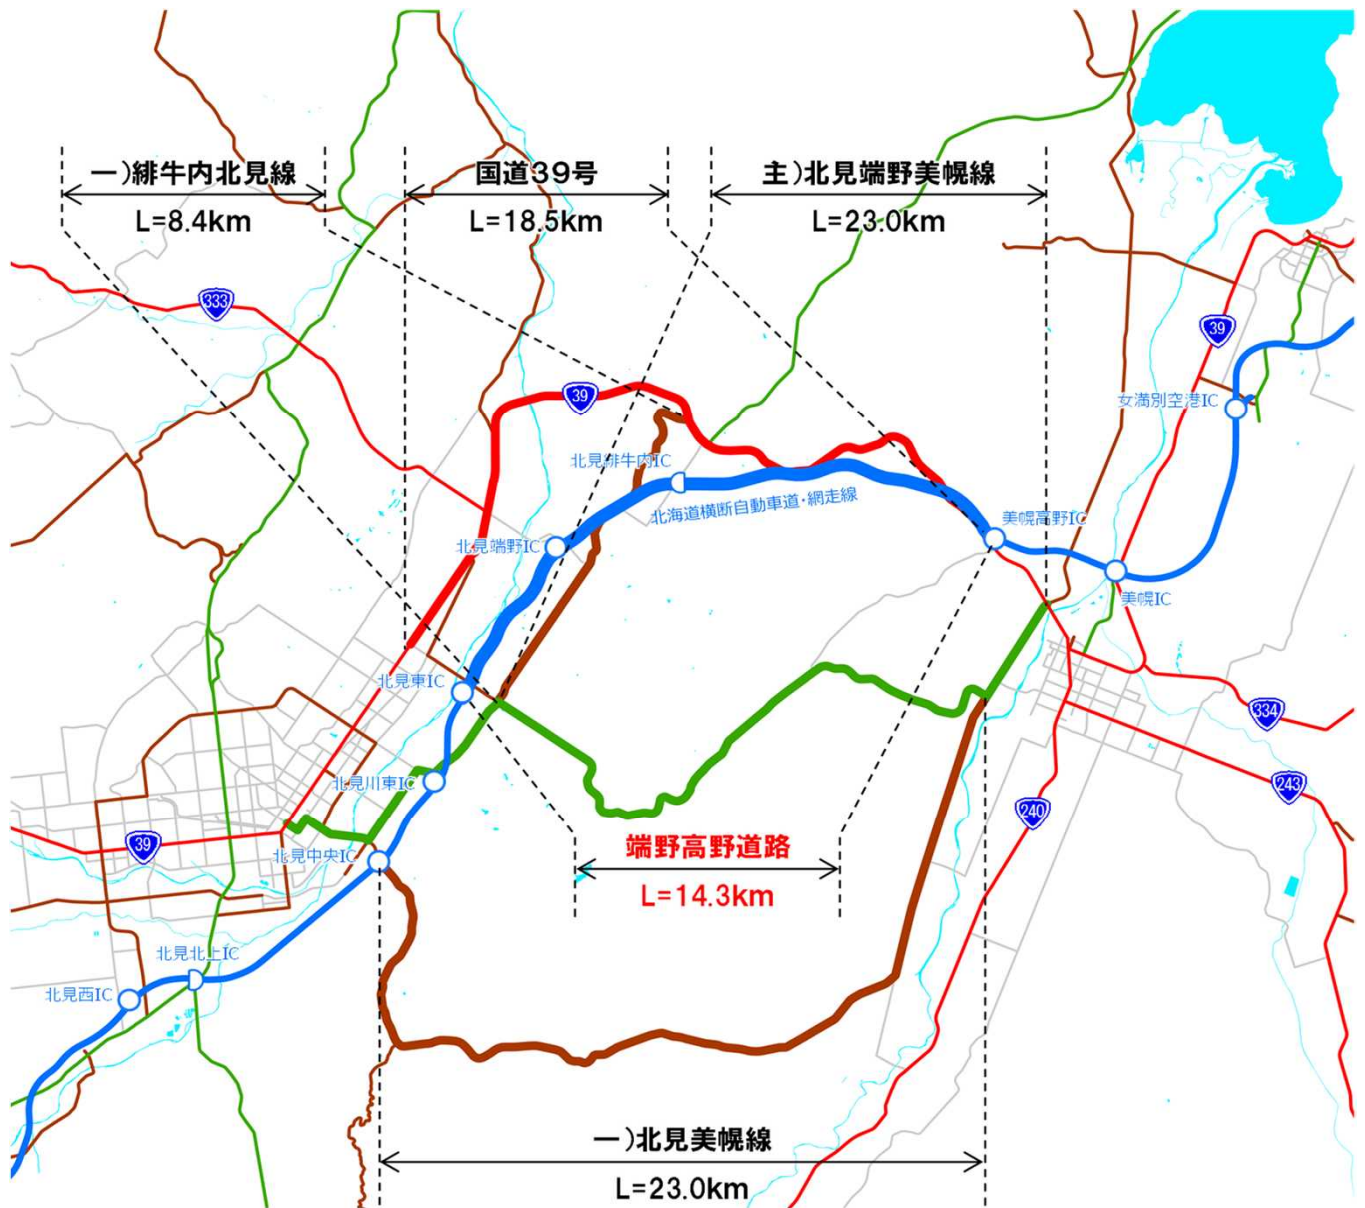 一)緋牛内北見線
L=8.4km
国道39号
L=18.5km
主)北見端野美幌線
L=23.0km
333
39
39
女満別空港IC
北見緋牛内IC
北海道横断自動車道・網走線
美幌高野IC
北見端野IC
美幌IC
北見東IC
334
北見川東IC
243
240
39
端野高野道路
L=14.3km
北見中央IC
北見北上IC
北見西IC
一)北見美幌線
L=23.0km